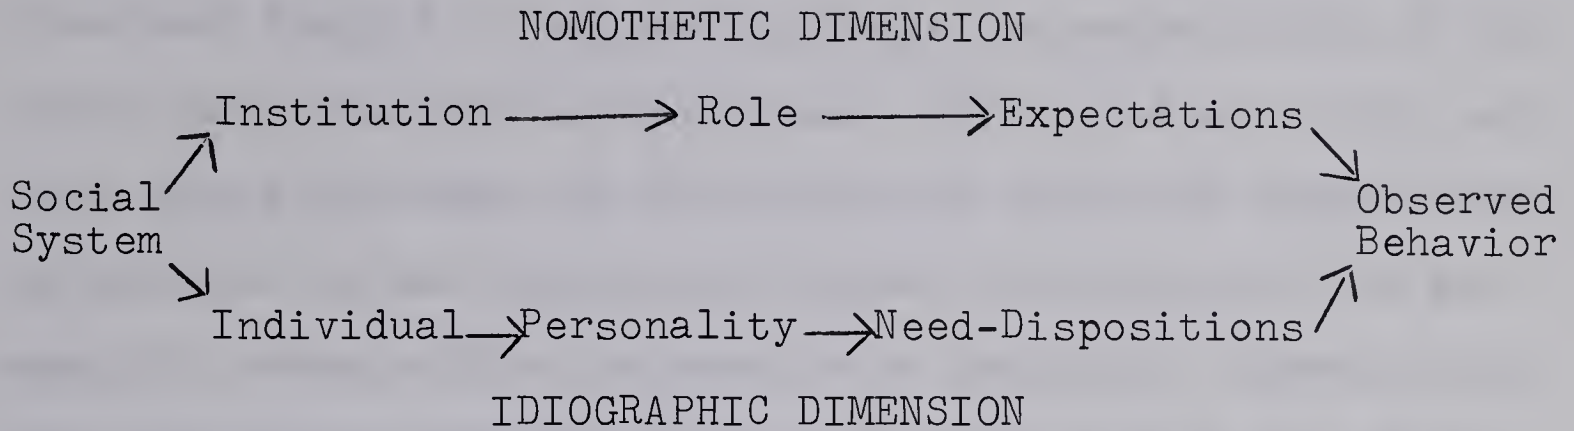 NOMOTHETIC DIMENSION
Institution Role Expectations
Social
System
Observed
Behavior
Individual Personality Need-Dispositions
IDIOGRAPHIC DIMENSION